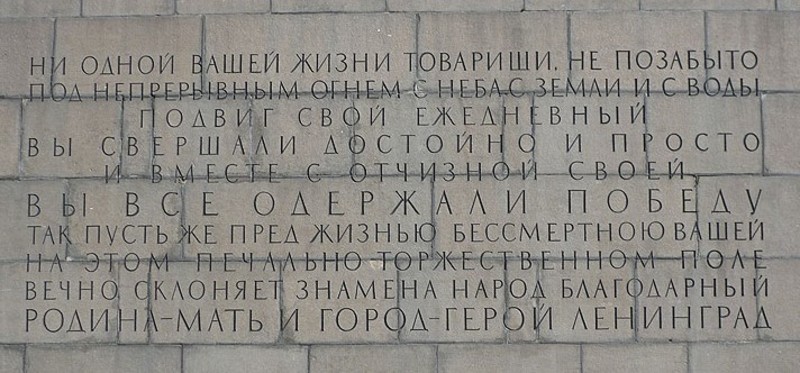 НИ ОДНОЙ ВАШЕЙ ЖИЗНИ ТОВАРИЩИ, НЕ ПОЗАБЫТО
ПОД НЕПРЕРЫВНЫМ ОГНЕМ С НЕБА, С ЗЕМЛИ И С ВОДЫ
ПОДВИГ СВОЙ ЕЖЕДНЕВНЫЙ
ВЫ СВЕРШАЛИ ДОСТОЙНО И ПРОСТО
И ВМЕСТЕ С ОТЧИЗНОЙ СВОЕЙ
ВЫ ВСЕ ОДЕРЖАЛИ ПОБЕДУ
ТАК ПУСТЬ ЖЕ ПРЕД ЖИЗНЬЮ БЕССМЕРТНОЮ ВАШЕЙ
НА ЭТОМ ПЕЧАЛЬНО ТОРЖЕСТВЕННОМ ПОЛЕ
ВЕЧНО СКЛОНЯЕТ ЗНАМЕНА НАРОД БЛАГОДАРНЫЙ
РОДИНА-МАТЬ И ГОРОД-ГЕРОЙ ЛЕНИНГРАД